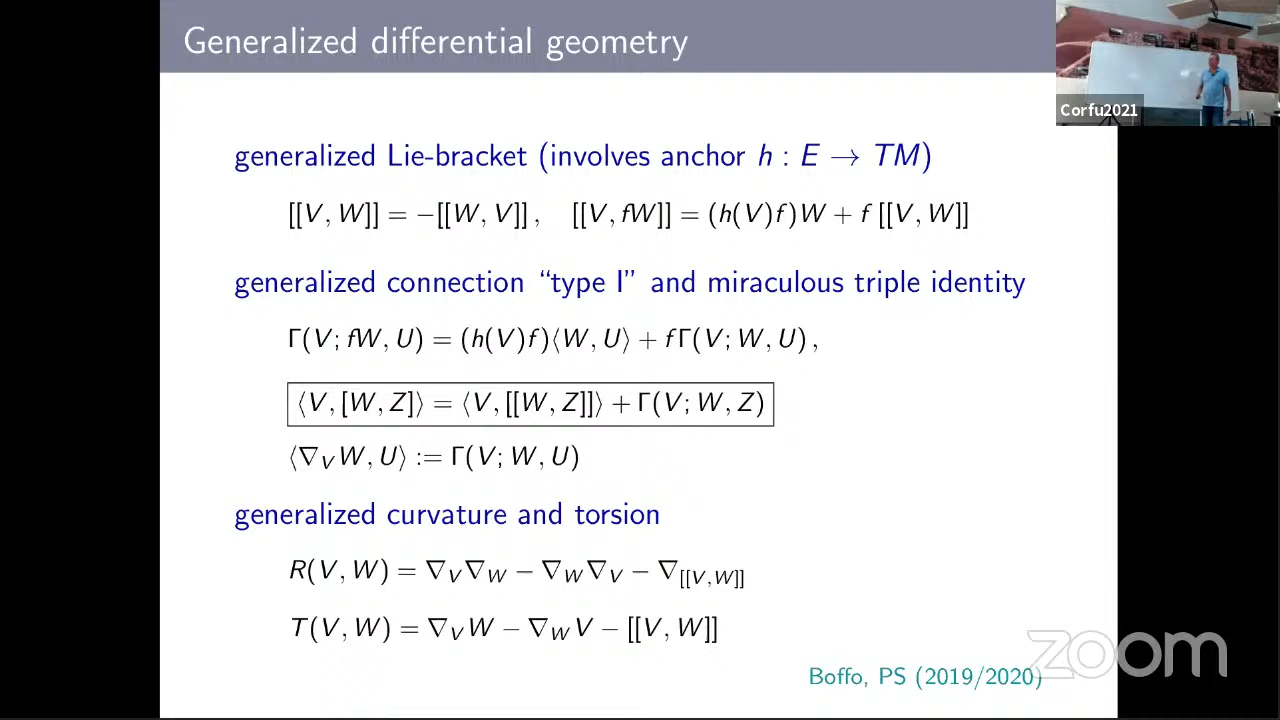 Generalized differential geometry
Corfu2021
generalized Lie-bracket (involves anchor h : E → TM)
[[V, W]] = −[[W, V]] ,   [[V, fW]] = (h(V)f)W + f [[V, W]]
generalized connection “type I” and miraculous triple identity
Γ(V; fW, U) = (h(V)f)⟨W, U⟩ + f Γ(V; W, U) ,
⟨V, [W, Z]⟩ = ⟨V, [[W, Z]]⟩ + Γ(V; W, Z)
⟨∇_V W, U⟩ := Γ(V; W, U)
generalized curvature and torsion
R(V, W) = ∇_V ∇_W − ∇_W ∇_V − ∇_[[V,W]]
T(V, W) = ∇_V W − ∇_W V − [[V, W]]
zoom
Boffo, PS (2019/2020)